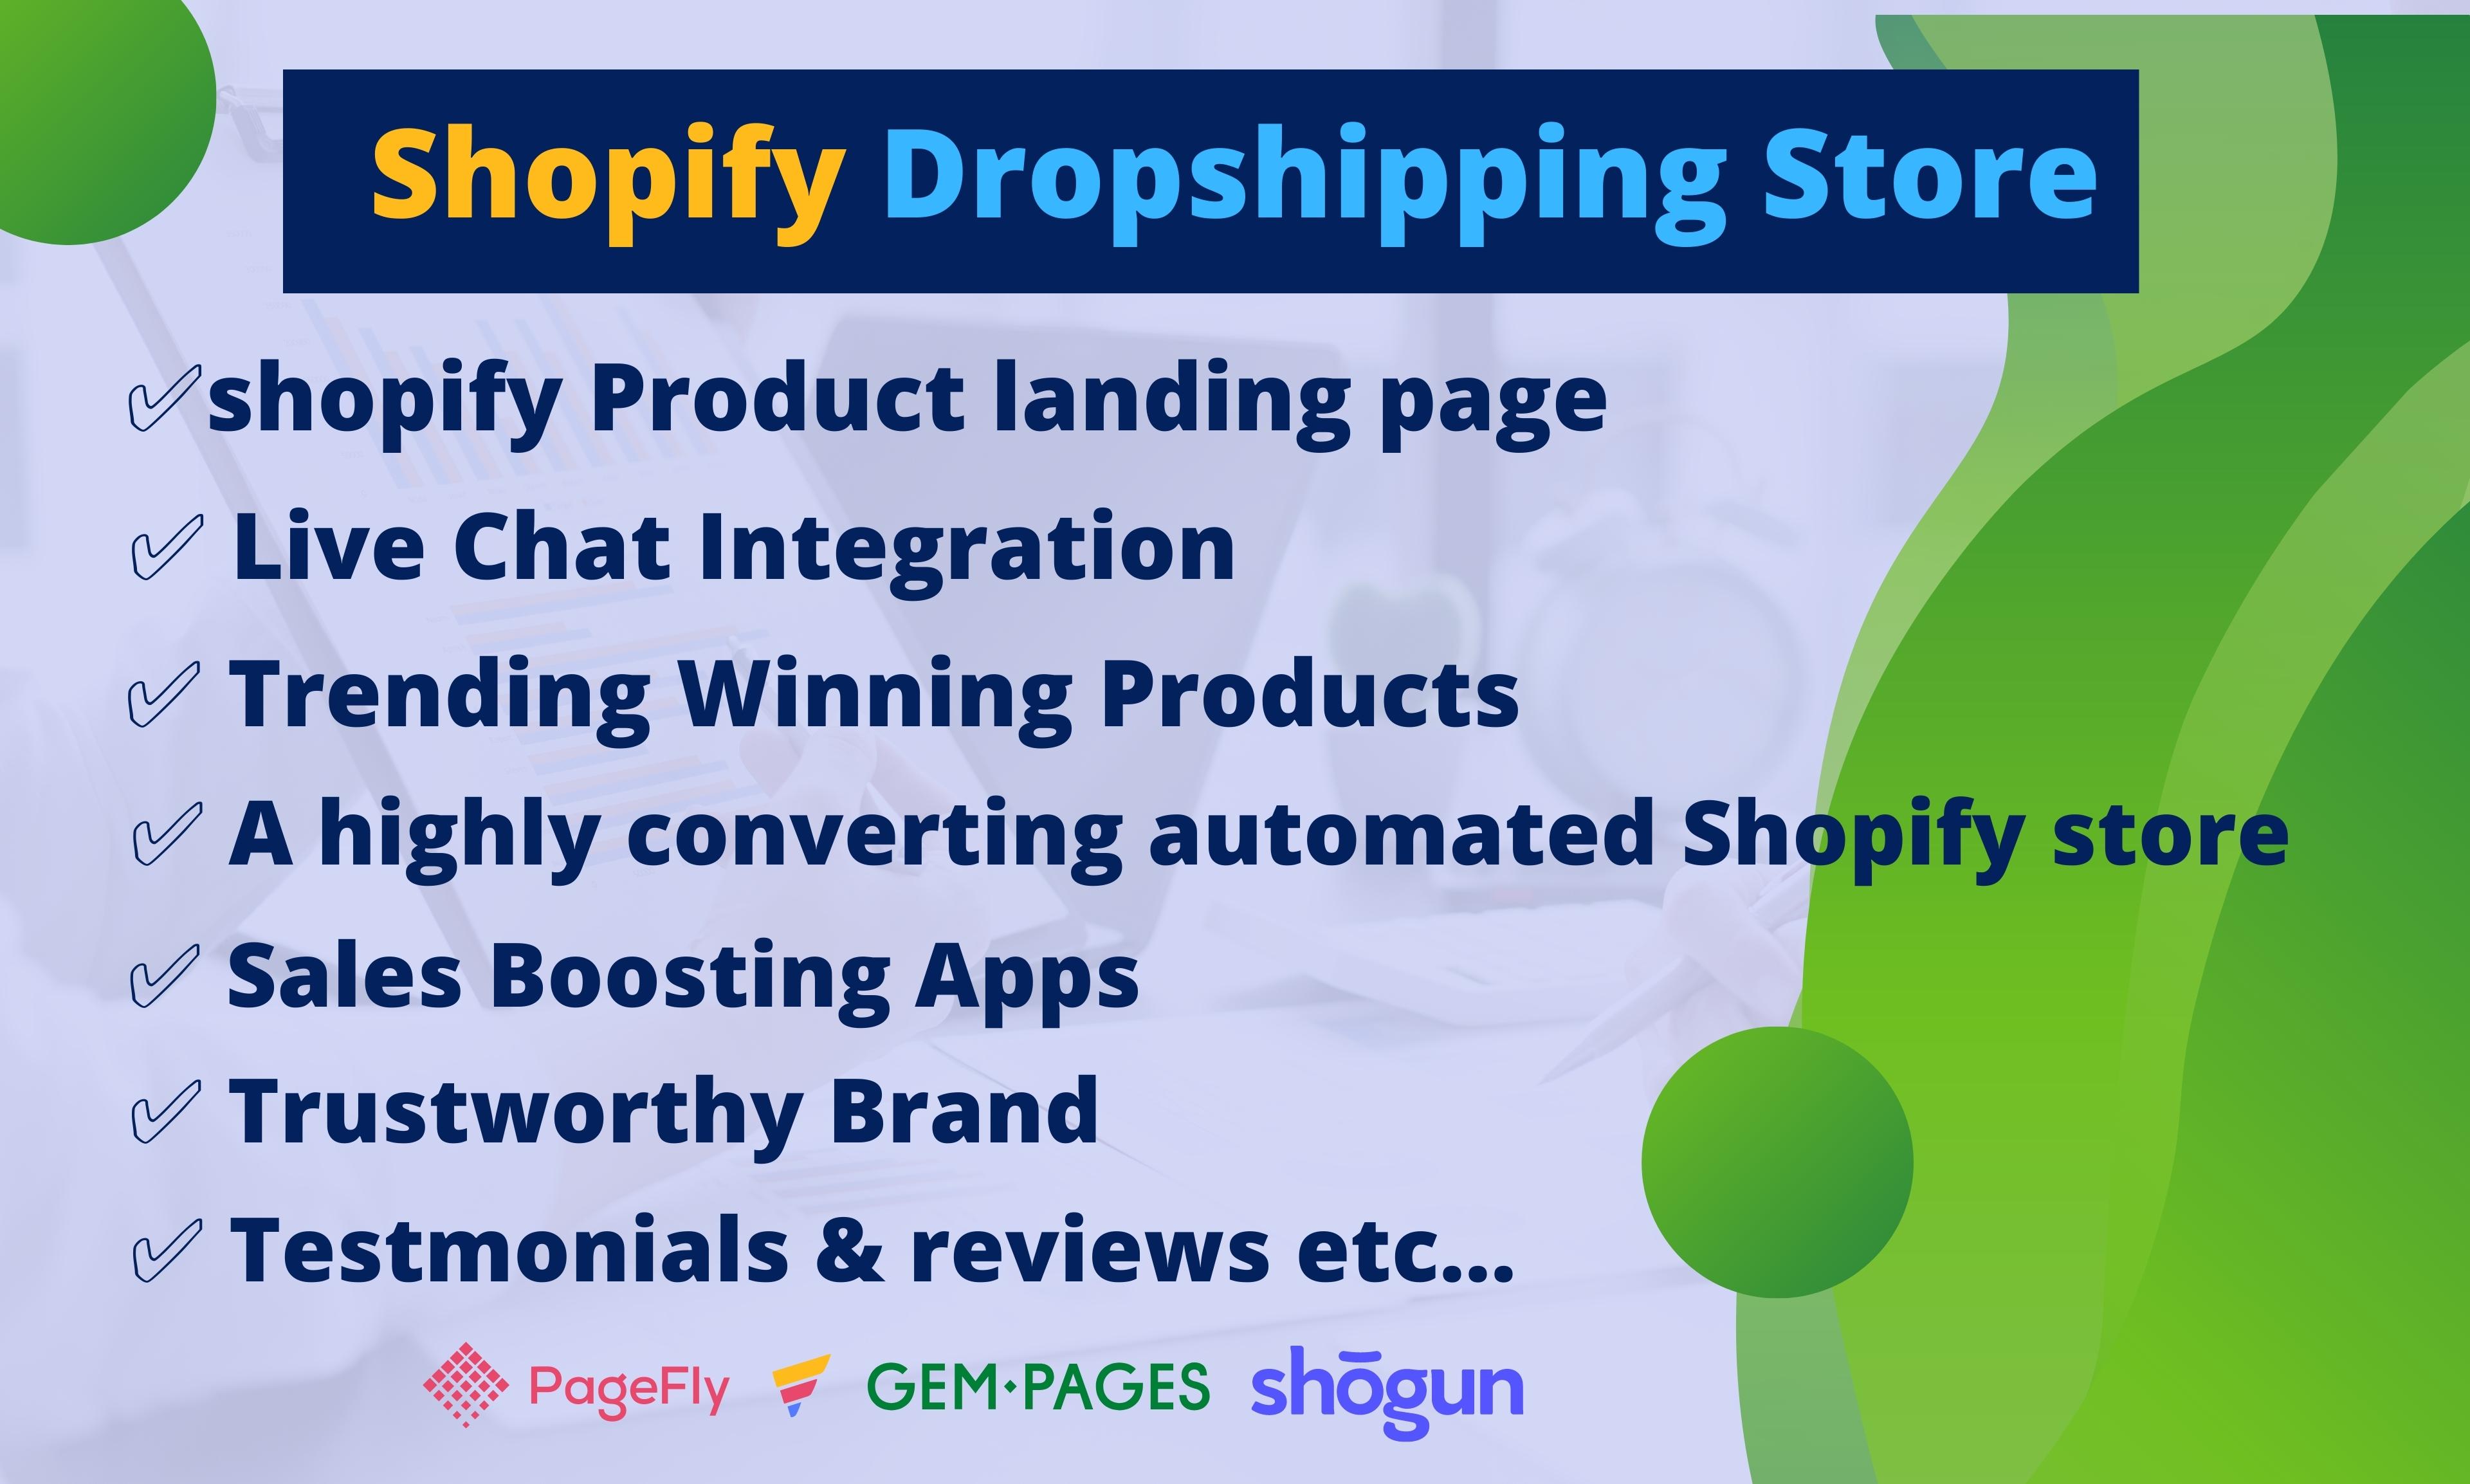 Shopify Dropshipping Store
✅shopify Product landing page
✅ Live Chat Integration
✅ Trending Winning Products
✅ A highly converting automated Shopify store
✅ Sales Boosting Apps
✅ Trustworthy Brand
✅ Testmonials & reviews etc...
PageFly GEM·PAGES shōgun